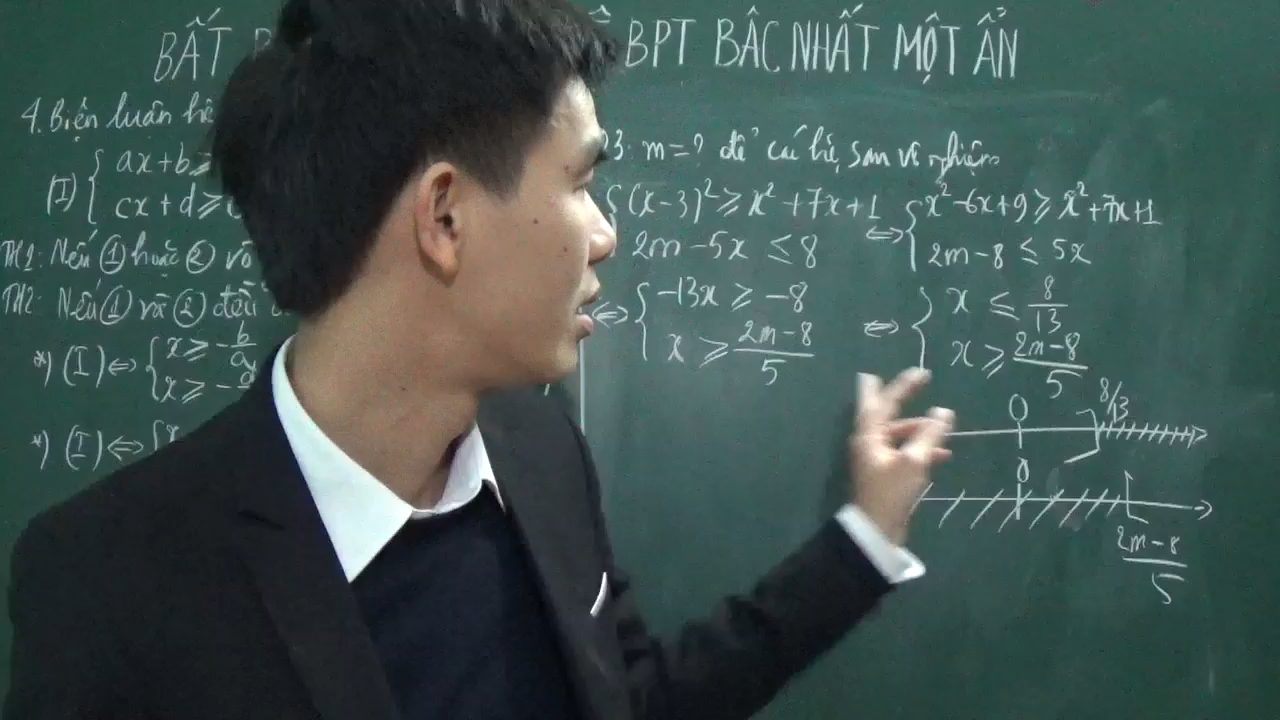 BẤT BPT BẬC NHẤT MỘT ẨN
4. Biện luận hệ
(I) { ax+b ≥
cx+d ≥
TH1: Nếu ① hoặc ② vô
TH2: Nếu ① và ② đều
*) (I) ⇔ { x ≥ -b/a
x ≥ -
*) (I) ⇔ {
3: m=? để các hệ sau vô nghiệm
{ (x-3)² ≥ x² +7x+1 ⇔ { x²-6x+9 ≥ x²+7x+1
2m-5x ≤ 8 2m-8 ≤ 5x
⇔ { -13x ≥ -8 ⇔ { x ≤ 8/13
x ≥ (2m-8)/5 x ≥ (2m-8)/5
0 8/13
0
(2m-8)/5